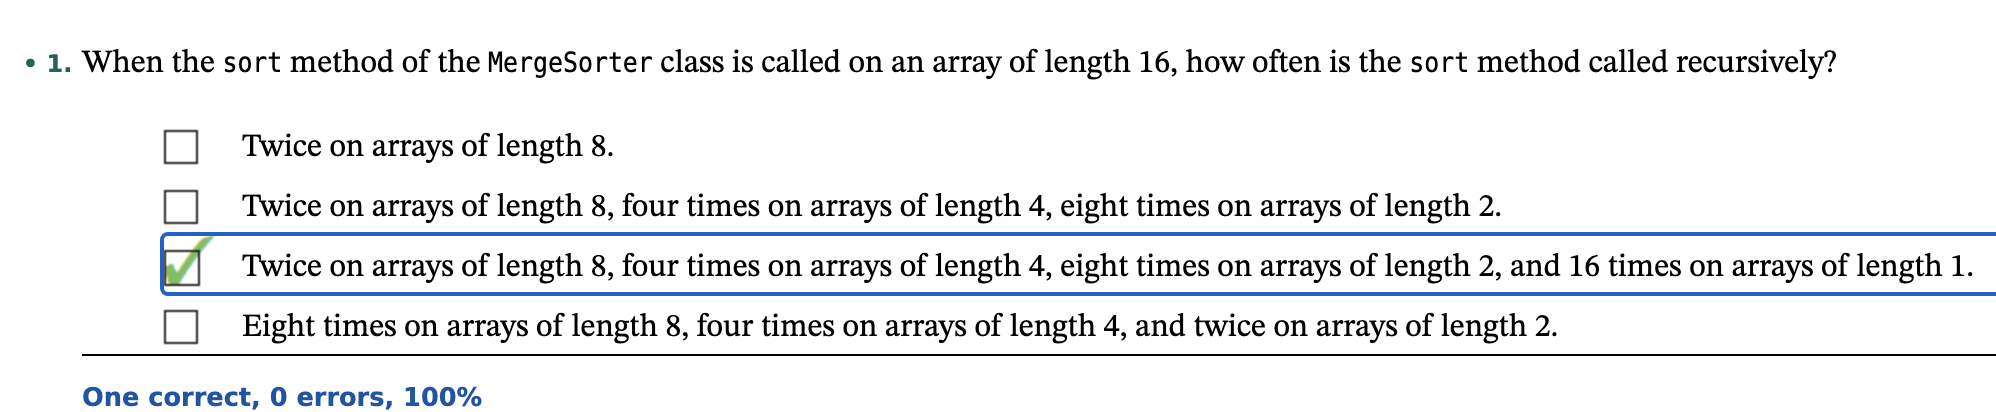 • 1. When the sort method of the MergeSorter class is called on an array of length 16, how often is the sort method called recursively?
Twice on arrays of length 8.
Twice on arrays of length 8, four times on arrays of length 4, eight times on arrays of length 2.
Twice on arrays of length 8, four times on arrays of length 4, eight times on arrays of length 2, and 16 times on arrays of length 1.
Eight times on arrays of length 8, four times on arrays of length 4, and twice on arrays of length 2.
One correct, 0 errors, 100%